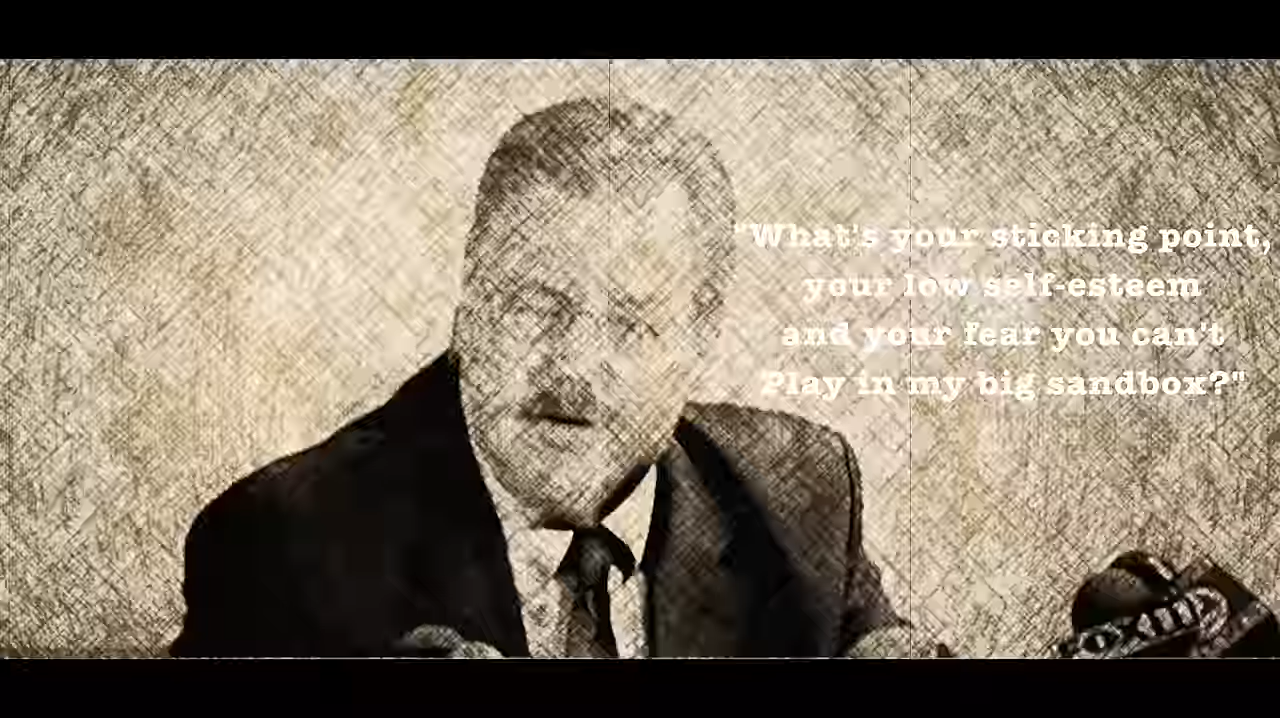 "What's your sticking point,
your low self-esteem
and your fear you can't
Play in my big sandbox?"